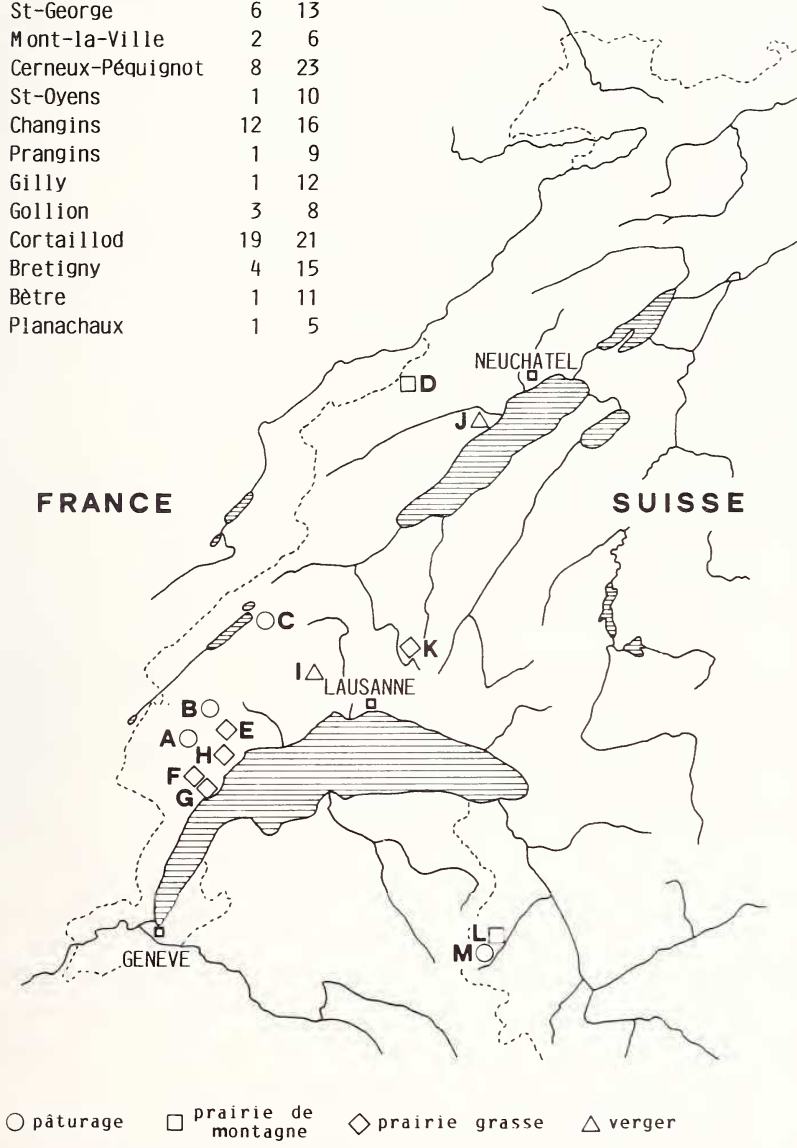 St-George 6 13
Mont-la-Ville 2 6
Cerneux-Péquignot 8 23
St-Oyens 1 10
Changins 12 16
Prangins 1 9
Gilly 1 12
Gollion 3 8
Cortaillod 19 21
Bretigny 4 15
Bètre 1 11
Planachaux 1 5
NEUCHATEL
D
J
FRANCE SUISSE
C
K
I
LAUSANNE
B
E
A
H
F
G
L
M
GENEVE
pâturage
prairie de
montagne
prairie grasse
verger